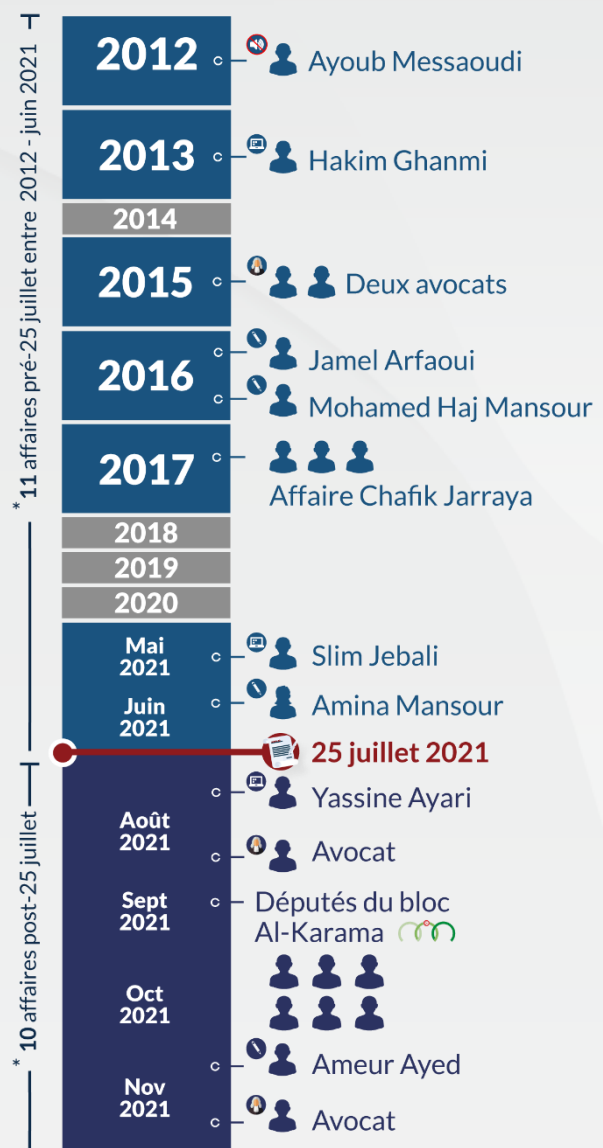 * 11 affaires pré-25 juillet entre 2012 - juin 2021
2012
c
Ayoub Messaoudi
2013
c
Hakim Ghanmi
2014
2015
c
Deux avocats
2016
c
Jamel Arfaoui
c
Mohamed Haj Mansour
2017
c
Affaire Chafik Jarraya
2018
2019
2020
Mai
2021
c
Slim Jebali
Juin
2021
c
Amina Mansour
25 juillet 2021
* 10 affaires post-25 juillet
c
Yassine Ayari
Août
2021
c
Avocat
Sept
2021
c
Députés du bloc
Al-Karama
Oct
2021
c
Ameur Ayed
Nov
2021
c
Avocat